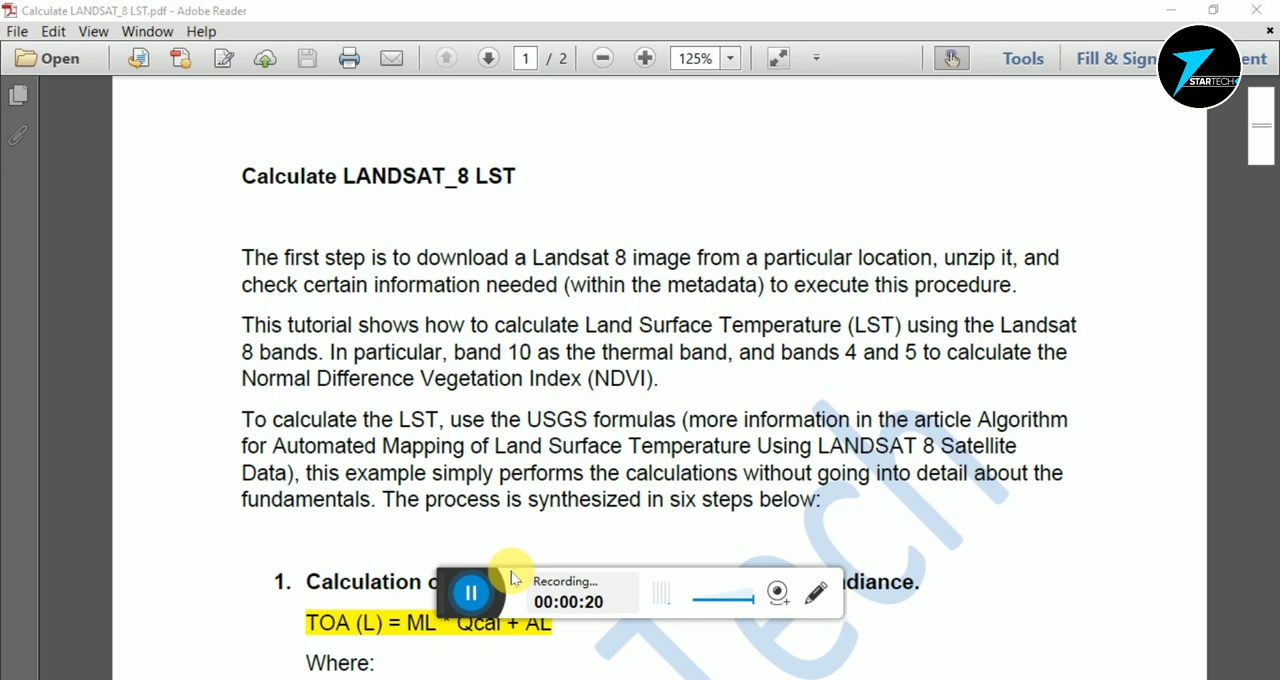 Calculate LANDSAT_8 LST.pdf - Adobe Reader
File Edit View Window Help
Open 1 / 2 125% Tools Fill & Sign ent
STARTECH
Calculate LANDSAT_8 LST
The first step is to download a Landsat 8 image from a particular location, unzip it, and
check certain information needed (within the metadata) to execute this procedure.
This tutorial shows how to calculate Land Surface Temperature (LST) using the Landsat
8 bands. In particular, band 10 as the thermal band, and bands 4 and 5 to calculate the
Normal Difference Vegetation Index (NDVI).
To calculate the LST, use the USGS formulas (more information in the article Algorithm
for Automated Mapping of Land Surface Temperature Using LANDSAT 8 Satellite
Data), this example simply performs the calculations without going into detail about the
fundamentals. The process is synthesized in six steps below:
1. Calculation diance.
Recording...
00:00:20
TOA (L) = ML * Qcal + AL
Where:
Tech